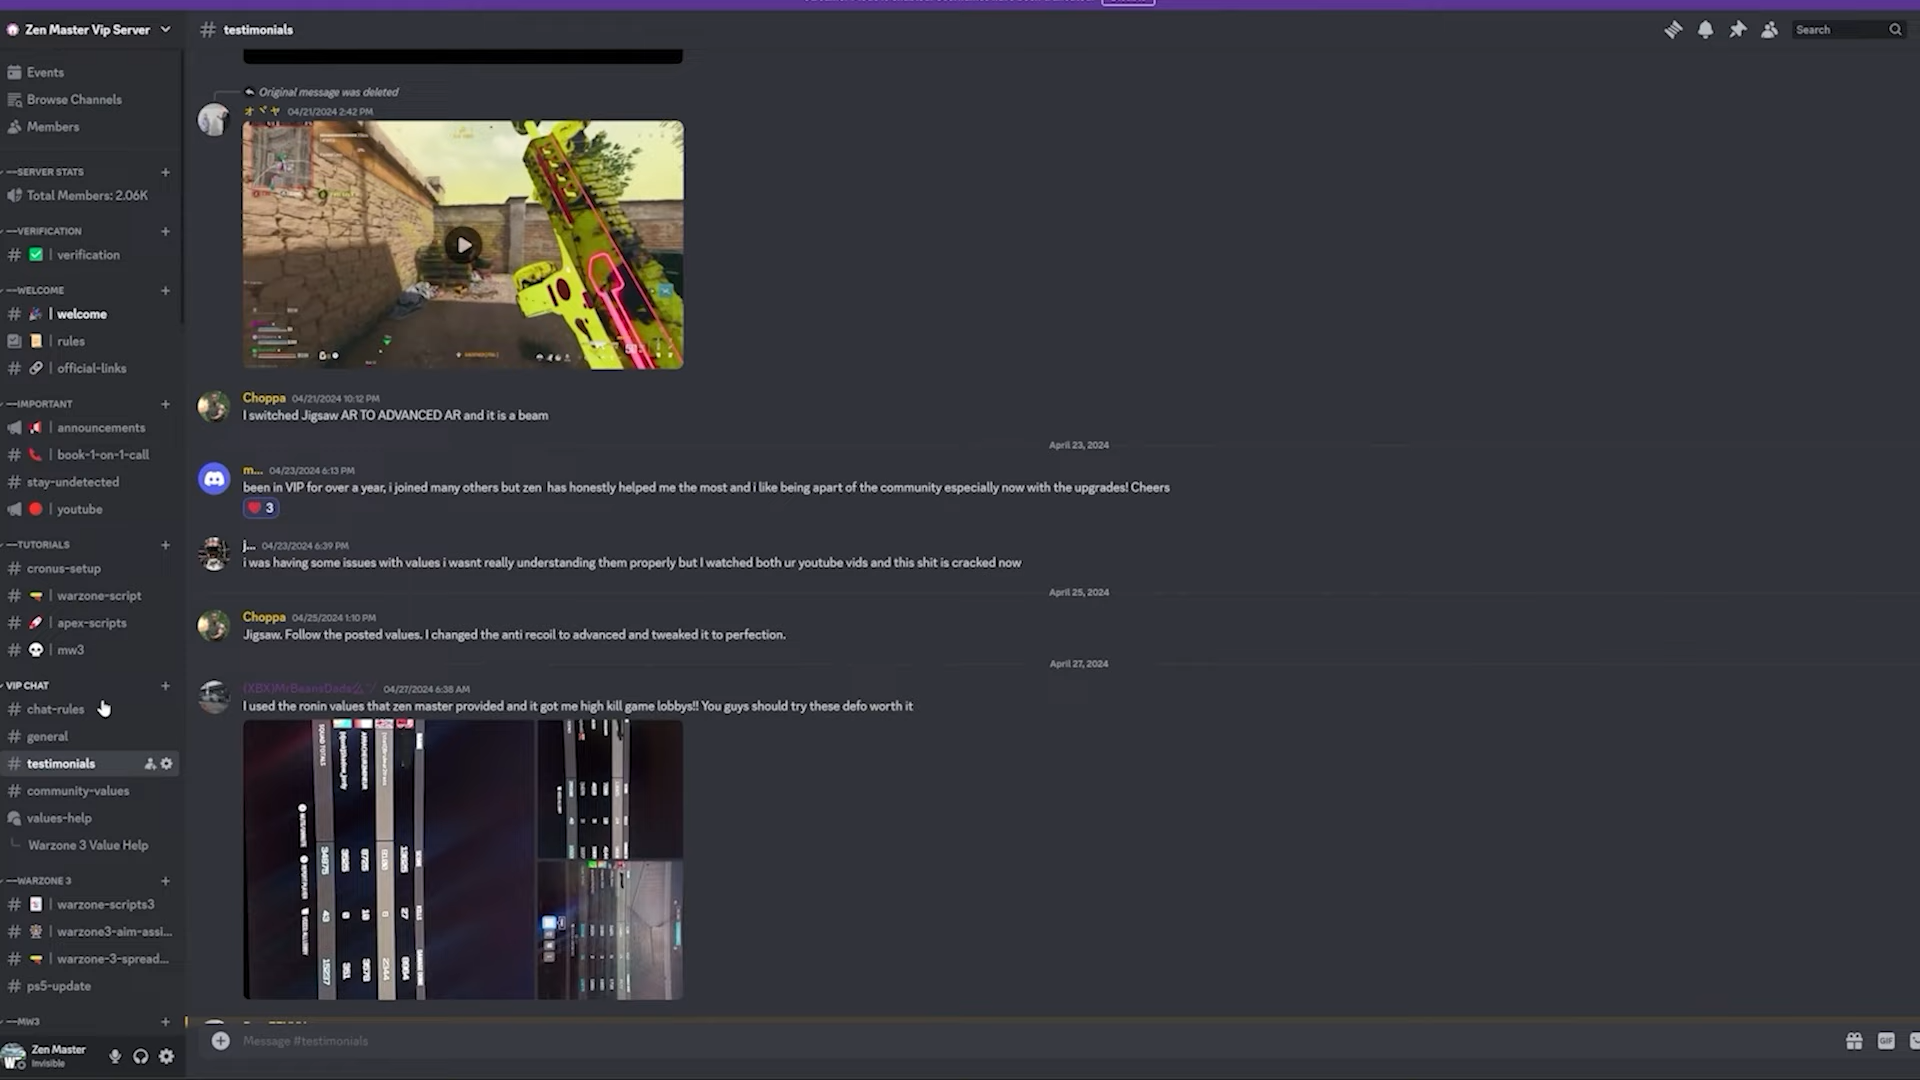 Zen Master Vip Server
testimonials
Search
Events
Browse Channels
Members
—SERVER STATS
Total Members: 2.06K
—VERIFICATION
| verification
—WELCOME
| welcome
| rules
| official-links
—IMPORTANT
| announcements
| book-1-on-1-call
stay-undetected
| youtube
—TUTORIALS
cronus-setup
| warzone-script
| apex-scripts
| mw3
VIP CHAT
chat-rules
general
testimonials
community-values
values-help
Warzone 3 Value Help
—WARZONE 3
| warzone-scripts3
| warzone3-aim-assi...
| warzone-3-spread...
ps5-update
—MW3
Zen Master
Invisible
Original message was deleted
04/21/2024 2:42 PM
Choppa 04/21/2024 10:12 PM
I switched Jigsaw AR TO ADVANCED AR and it is a beam
April 23, 2024
m... 04/23/2024 6:13 PM
been in VIP for over a year, i joined many others but zen has honestly helped me the most and i like being apart of the community especially now with the upgrades! Cheers
3
j... 04/23/2024 6:39 PM
i was having some issues with values i wasnt really understanding them properly but I watched both ur youtube vids and this shit is cracked now
April 25, 2024
Choppa 04/25/2024 1:10 PM
Jigsaw. Follow the posted values. I changed the anti recoil to advanced and tweaked it to perfection.
April 27, 2024
04/27/2024 6:38 AM
I used the ronin values that zen master provided and it got me high kill game lobbys!! You guys should try these defo worth it
Message #testimonials
GIF